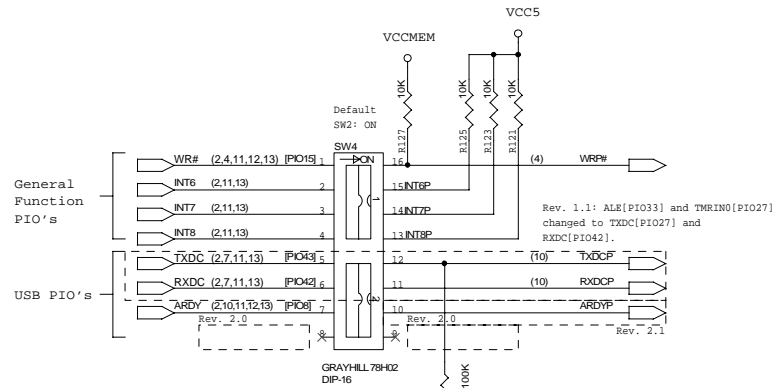 VCC5
VCCMEM
10K
10K
10K
10K
Default
SW2: ON
R127
R125
R123
R121
SW4
ON
WR# (2,4,11,12,13) [PIO15] 1 16 (4) WRP#
General
Function
PIO's
INT6 (2,11,13) 2 15 INT6P
INT7 (2,11,13) 3 14 INT7P
INT8 (2,11,13) 4 13 INT8P
1
Rev. 1.1: ALE[PIO33] and TMRIN0[PIO27]
changed to TXDC[PIO27] and
RXDC[PIO42].
USB PIO's
TXDC (2,7,11,13) [PIO43] 5 12 (10) TXDCP
RXDC (2,7,11,13) [PIO42] 6 11 (10) RXDCP
ARDY (2,10,11,12,13) [PIO8] 7 10 ARDYP
2
Rev. 2.0
8 9
Rev. 2.0
Rev. 2.1
GRAYHILL 78H02
DIP-16
100K